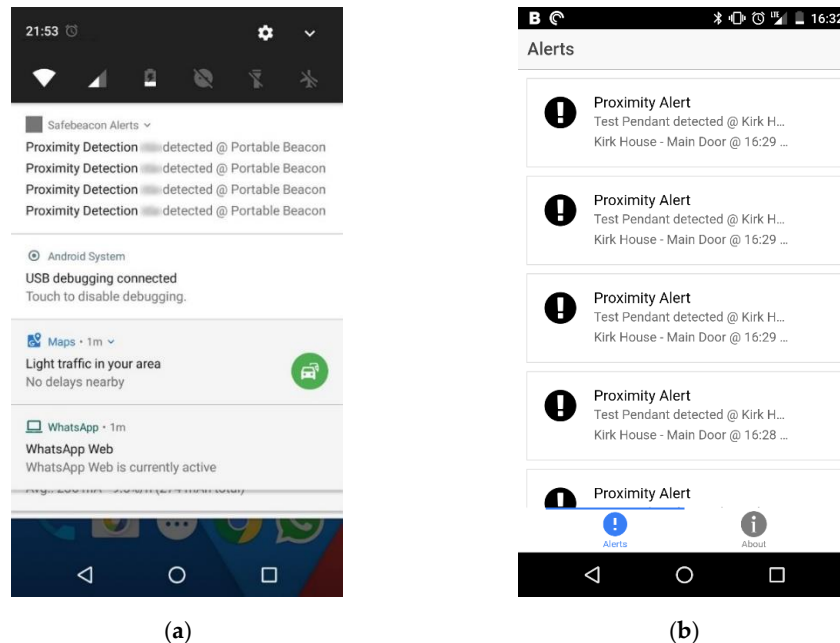 21:53
Safebeacon Alerts
Proximity Detection detected @ Portable Beacon
Proximity Detection detected @ Portable Beacon
Proximity Detection detected @ Portable Beacon
Proximity Detection detected @ Portable Beacon
Android System
USB debugging connected
Touch to disable debugging.
Maps • 1m
Light traffic in your area
No delays nearby
WhatsApp • 1m
WhatsApp Web
WhatsApp Web is currently active
(a)
B LTE 16:32
Alerts
Proximity Alert
Test Pendant detected @ Kirk H...
Kirk House - Main Door @ 16:29 ...
Proximity Alert
Test Pendant detected @ Kirk H...
Kirk House - Main Door @ 16:29 ...
Proximity Alert
Test Pendant detected @ Kirk H...
Kirk House - Main Door @ 16:29 ...
Proximity Alert
Test Pendant detected @ Kirk H...
Kirk House - Main Door @ 16:28 ...
Proximity Alert
Alerts About
(b)